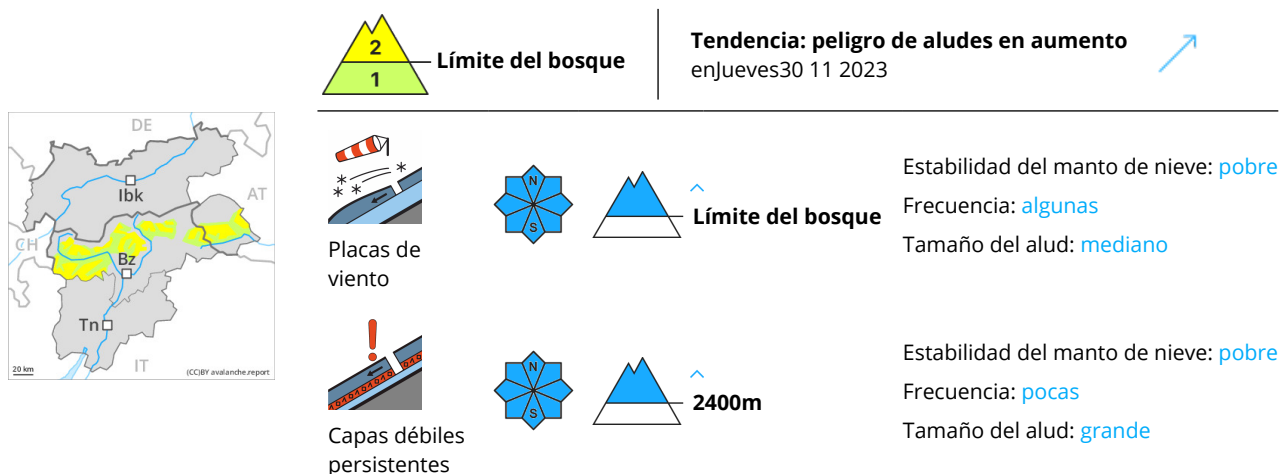 2
1
Límite del bosque
Tendencia: peligro de aludes en aumento
enJueves30 11 2023
DE
Ibk
AT
CH
Bz
Tn
IT
20 km
(CC)BY avalanche.report
Placas de
viento
N
S
Límite del bosque
Estabilidad del manto de nieve: pobre
Frecuencia: algunas
Tamaño del alud: mediano
Capas débiles
persistentes
N
S
2400m
Estabilidad del manto de nieve: pobre
Frecuencia: pocas
Tamaño del alud: grande